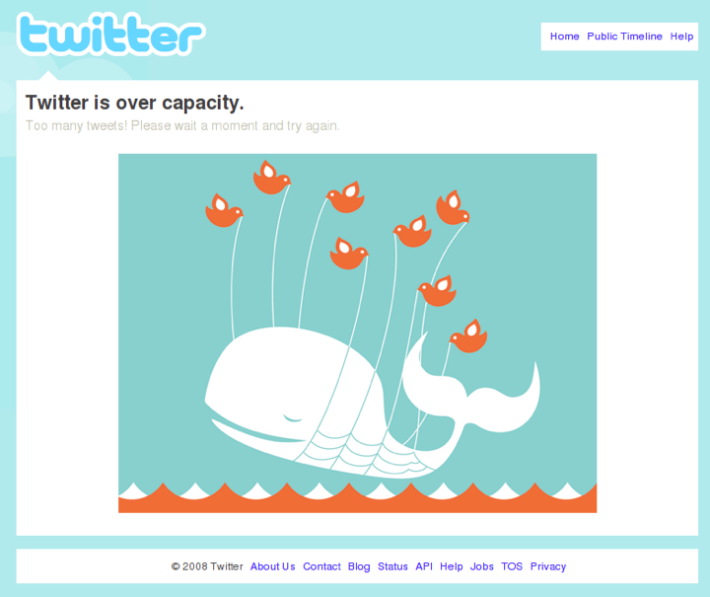 twitter
Home Public Timeline Help
Twitter is over capacity.
Too many tweets! Please wait a moment and try again.
© 2008 Twitter About Us Contact Blog Status API Help Jobs TOS Privacy